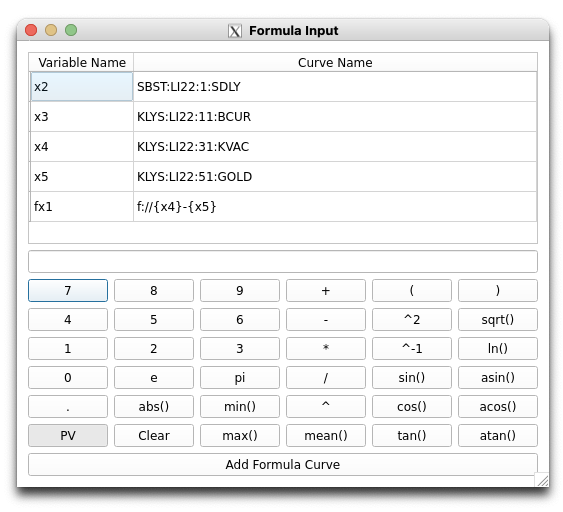 Formula Input
Variable Name Curve Name
x2 SBST:LI22:1:SDLY
x3 KLYS:LI22:11:BCUR
x4 KLYS:LI22:31:KVAC
x5 KLYS:LI22:51:GOLD
fx1 f://{x4}-{x5}
7 8 9 + ( )
4 5 6 - ^2 sqrt()
1 2 3 * ^-1 ln()
0 e pi / sin() asin()
. abs() min() ^ cos() acos()
PV Clear max() mean() tan() atan()
Add Formula Curve